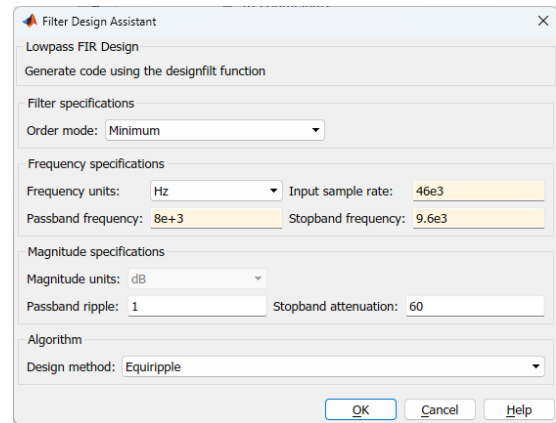 Filter Design Assistant
Lowpass FIR Design
Generate code using the designfilt function
Filter specifications
Order mode: Minimum
Frequency specifications
Frequency units: Hz Input sample rate: 46e3
Passband frequency: 8e+3 Stopband frequency: 9.6e3
Magnitude specifications
Magnitude units: dB
Passband ripple: 1 Stopband attenuation: 60
Algorithm
Design method: Equiripple
OK Cancel Help